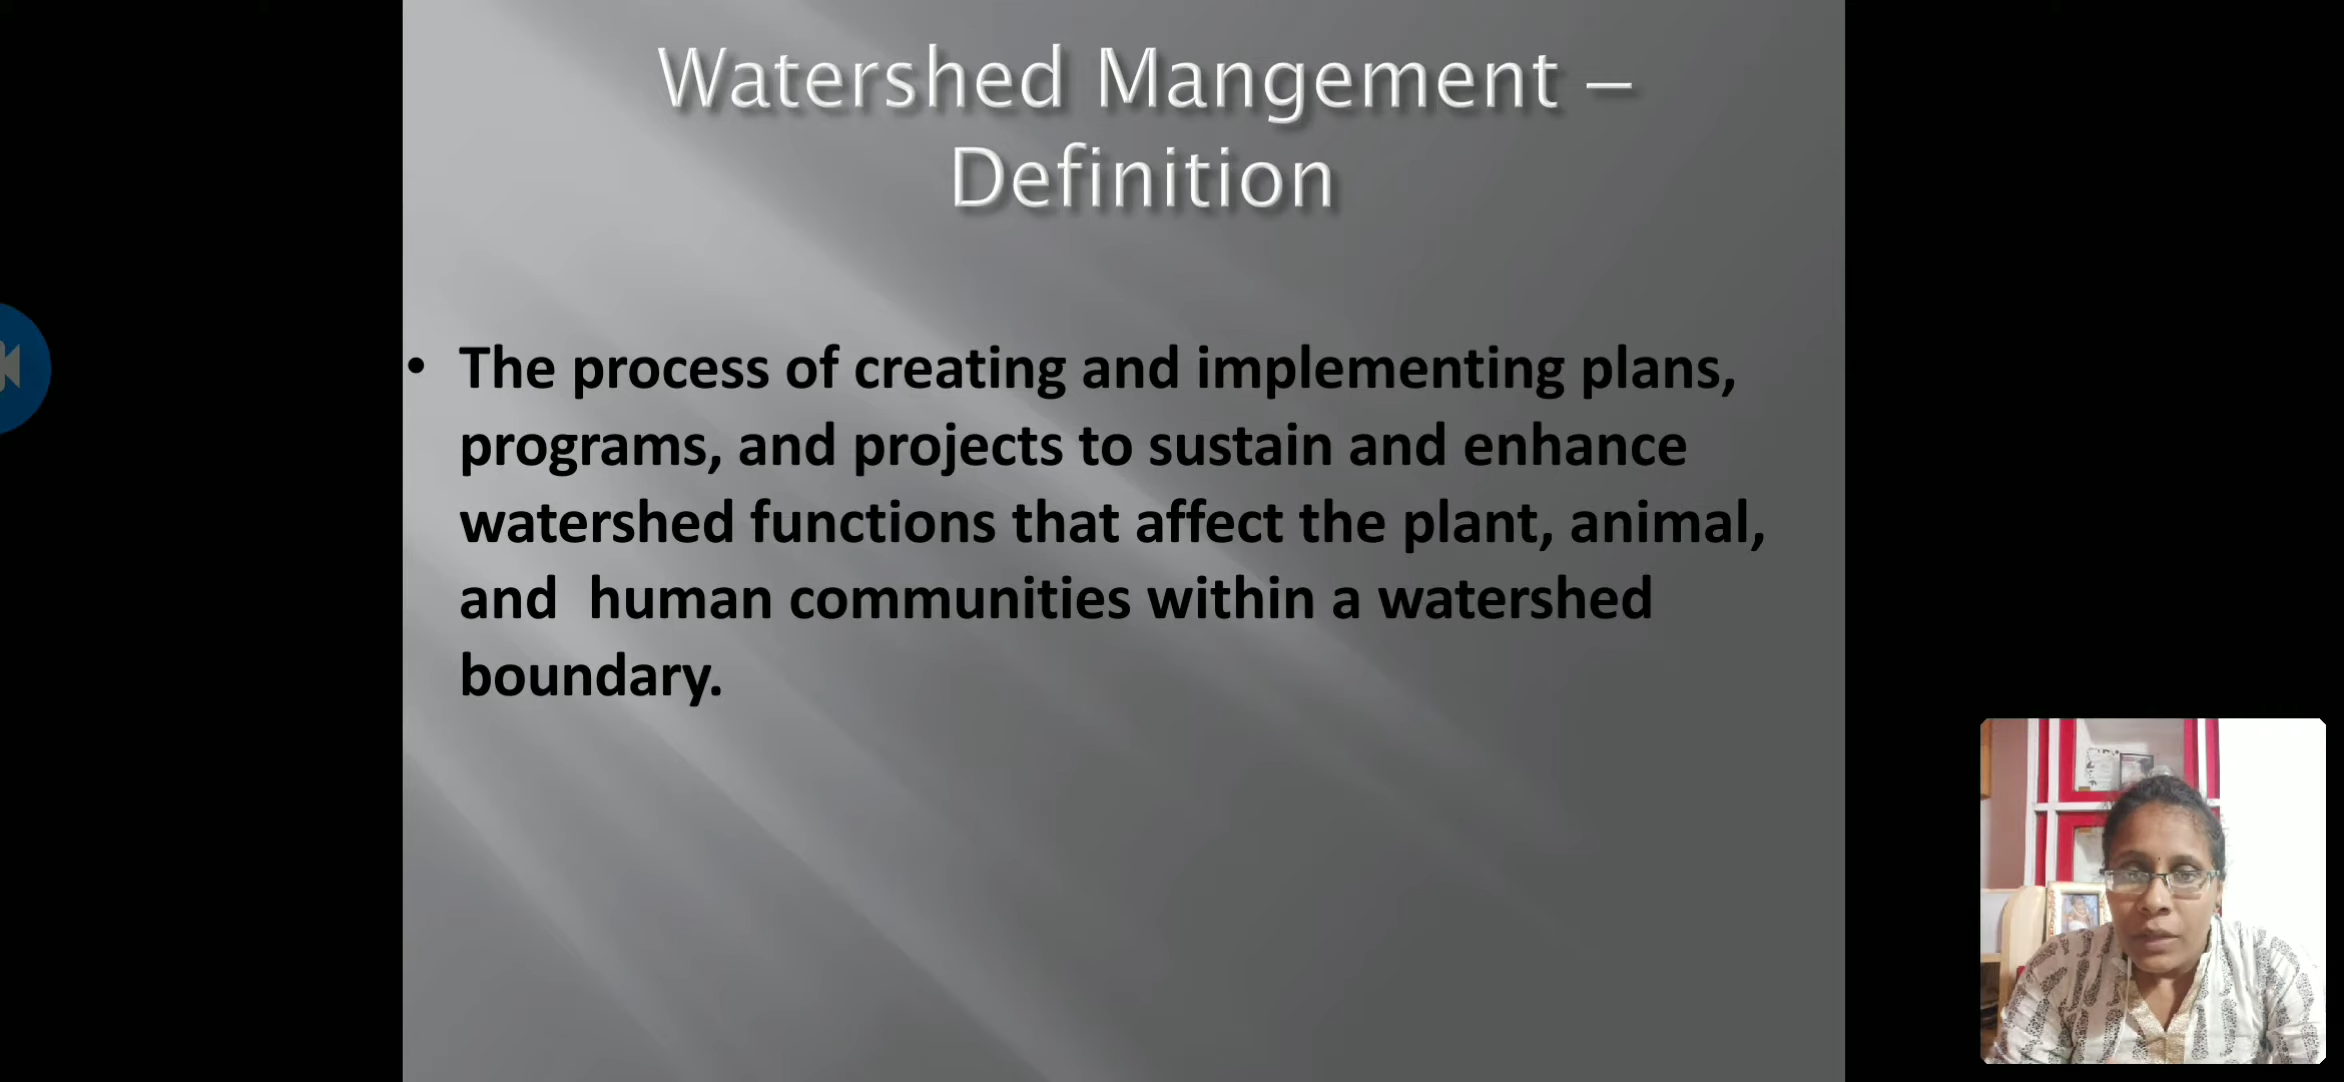 Watershed Mangement –
Definition
• The process of creating and implementing plans,
programs, and projects to sustain and enhance
watershed functions that affect the plant, animal,
and  human communities within a watershed
boundary.